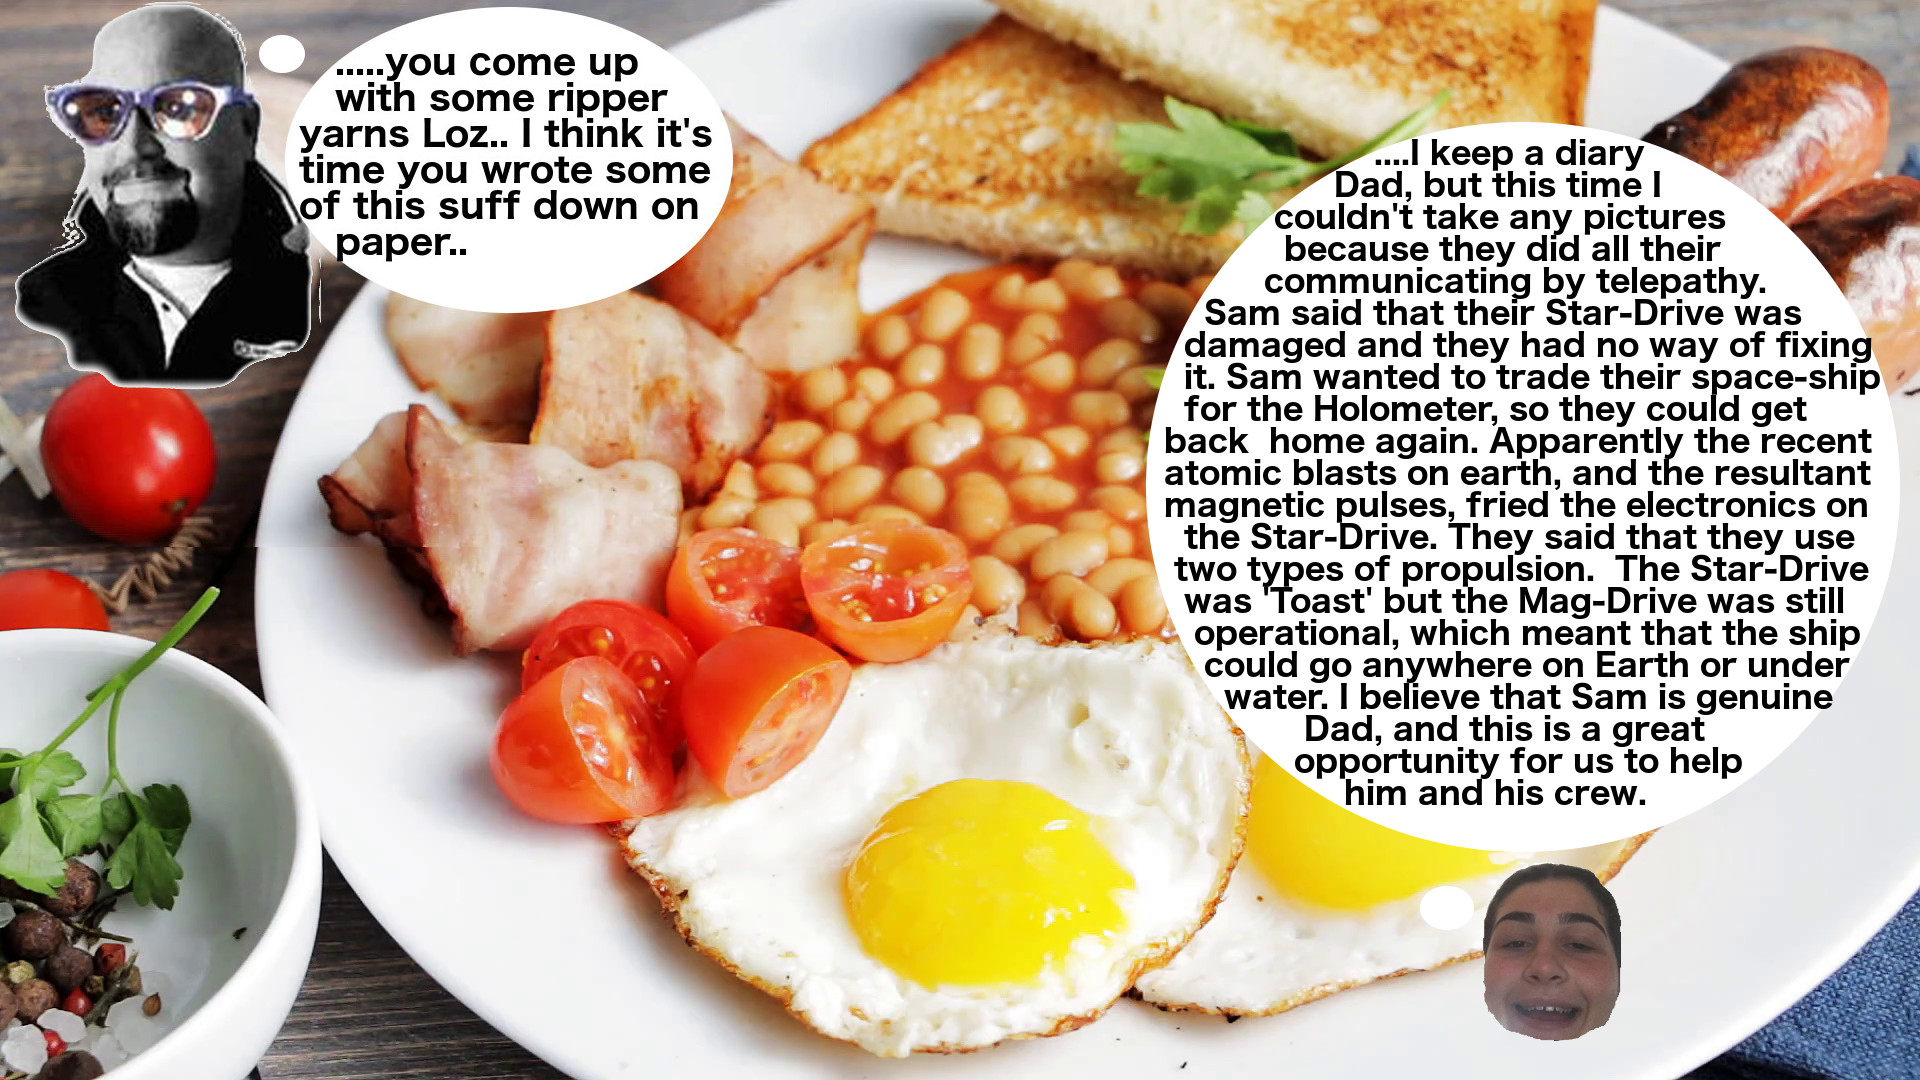 .....you come up
with some ripper
yarns Loz.. I think it's
time you wrote some
of this suff down on
paper..
....I keep a diary
Dad, but this time I
couldn't take any pictures
because they did all their
communicating by telepathy.
Sam said that their Star-Drive was
damaged and they had no way of fixing
it. Sam wanted to trade their space-ship
for the Holometer, so they could get
back  home again. Apparently the recent
atomic blasts on earth, and the resultant
magnetic pulses, fried the electronics on
the Star-Drive. They said that they use
two types of propulsion.  The Star-Drive
was 'Toast' but the Mag-Drive was still
operational, which meant that the ship
could go anywhere on Earth or under
water. I believe that Sam is genuine
Dad, and this is a great
opportunity for us to help
him and his crew.